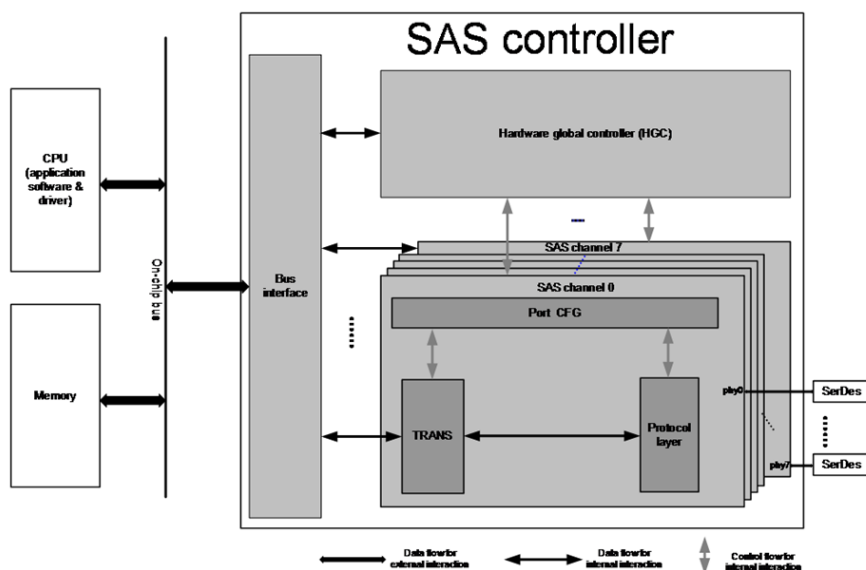 SAS controller
Hardware global controller (HGC)
CPU
(application
software &
driver)
On-chip bus
SAS channel 7
Bus
interface
SAS channel 0
Port CFG
Memory
phy0
SerDes
TRANS
Protocol
layer
phy7
SerDes
Data flow for
external interaction
Data flow for
internal interaction
Control flow for
internal interaction